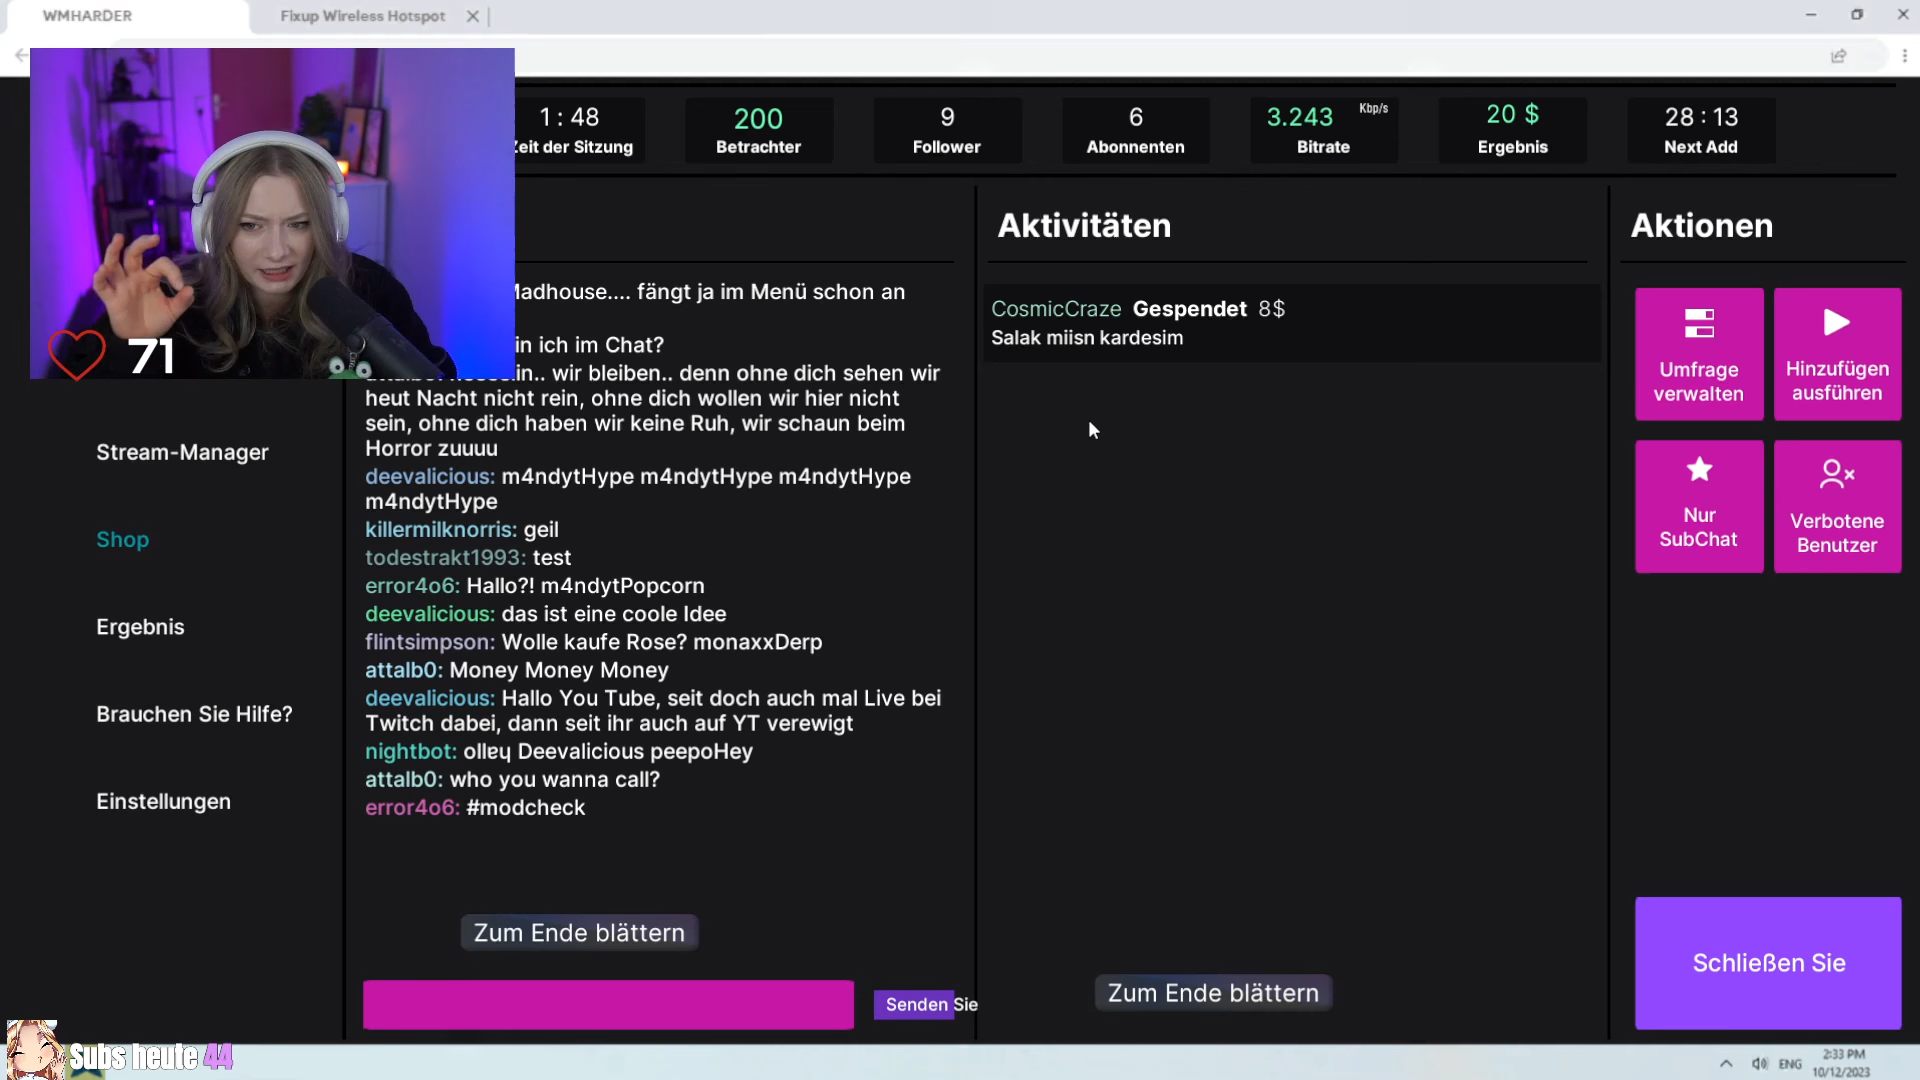 WMHARDER
Fixup Wireless Hotspot
1:48
Zeit der Sitzung
200
Betrachter
9
Follower
6
Abonnenten
3.243 Kbp/s
Bitrate
20 $
Ergebnis
28:13
Next Add
71
Stream-Manager
Shop
Ergebnis
Brauchen Sie Hilfe?
Einstellungen
Madhouse.... fängt ja im Menü schon an
in ich im Chat?
in.. wir bleiben.. denn ohne dich sehen wir
heut Nacht nicht rein, ohne dich wollen wir hier nicht
sein, ohne dich haben wir keine Ruh, wir schaun beim
Horror zuuuu
deevalicious: m4ndytHype m4ndytHype m4ndytHype
m4ndytHype
killermilknorris: geil
todestrakt1993: test
error4o6: Hallo?! m4ndytPopcorn
deevalicious: das ist eine coole Idee
flintsimpson: Wolle kaufe Rose? monaxxDerp
attalb0: Money Money Money
deevalicious: Hallo You Tube, seit doch auch mal Live bei
Twitch dabei, dann seit ihr auch auf YT verewigt
nightbot: ollɐɥ Deevalicious peepoHey
attalb0: who you wanna call?
error4o6: #modcheck
Zum Ende blättern
Senden Sie
Aktivitäten
CosmicCraze Gespendet 8$
Salak miisn kardesim
Zum Ende blättern
Aktionen
Umfrage
verwalten
Hinzufügen
ausführen
Nur
SubChat
Verbotene
Benutzer
Schließen Sie
Subs heute 44
ENG
2:33 PM
10/12/2023